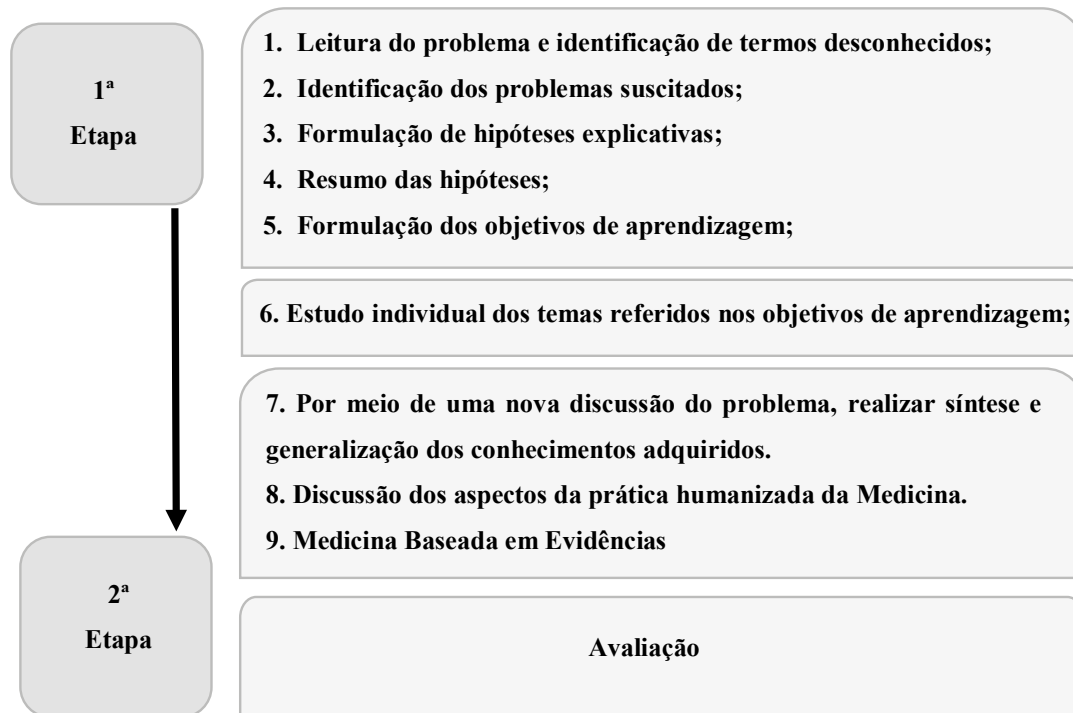 1ª
Etapa
1. Leitura do problema e identificação de termos desconhecidos;
2. Identificação dos problemas suscitados;
3. Formulação de hipóteses explicativas;
4. Resumo das hipóteses;
5. Formulação dos objetivos de aprendizagem;
6. Estudo individual dos temas referidos nos objetivos de aprendizagem;
7. Por meio de uma nova discussão do problema, realizar síntese e
generalização dos conhecimentos adquiridos.
8. Discussão dos aspectos da prática humanizada da Medicina.
9. Medicina Baseada em Evidências
2ª
Etapa
Avaliação